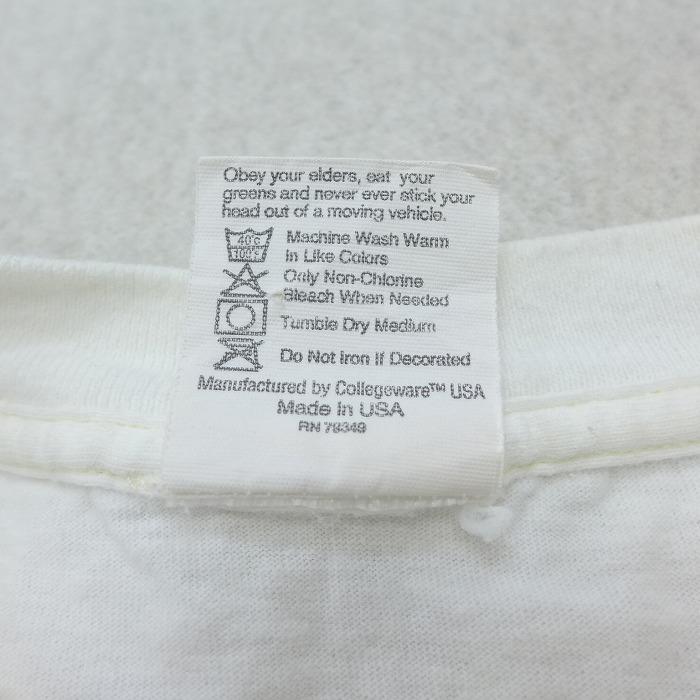 Obey your elders, eat your
greens and never ever stick your
head out of a moving vehicle.
40°c
100°c
Machine Wash Warm
In Like Colors
Only Non-Chlorine
Bleach When Needed
Tumble Dry Medium
Do Not Iron If Decorated
Manufactured by Collegeware™ USA
Made In USA
RN 79349